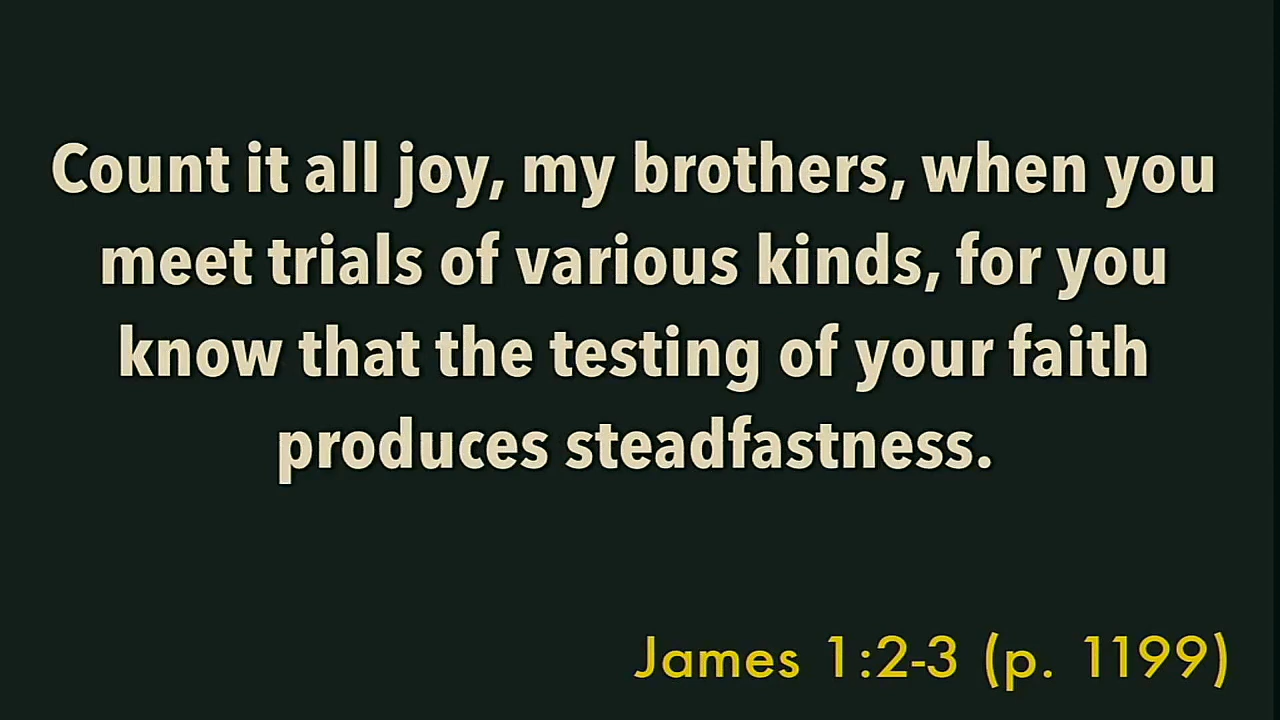 Count it all joy, my brothers, when you
meet trials of various kinds, for you
know that the testing of your faith
produces steadfastness.
James 1:2-3 (p. 1199)